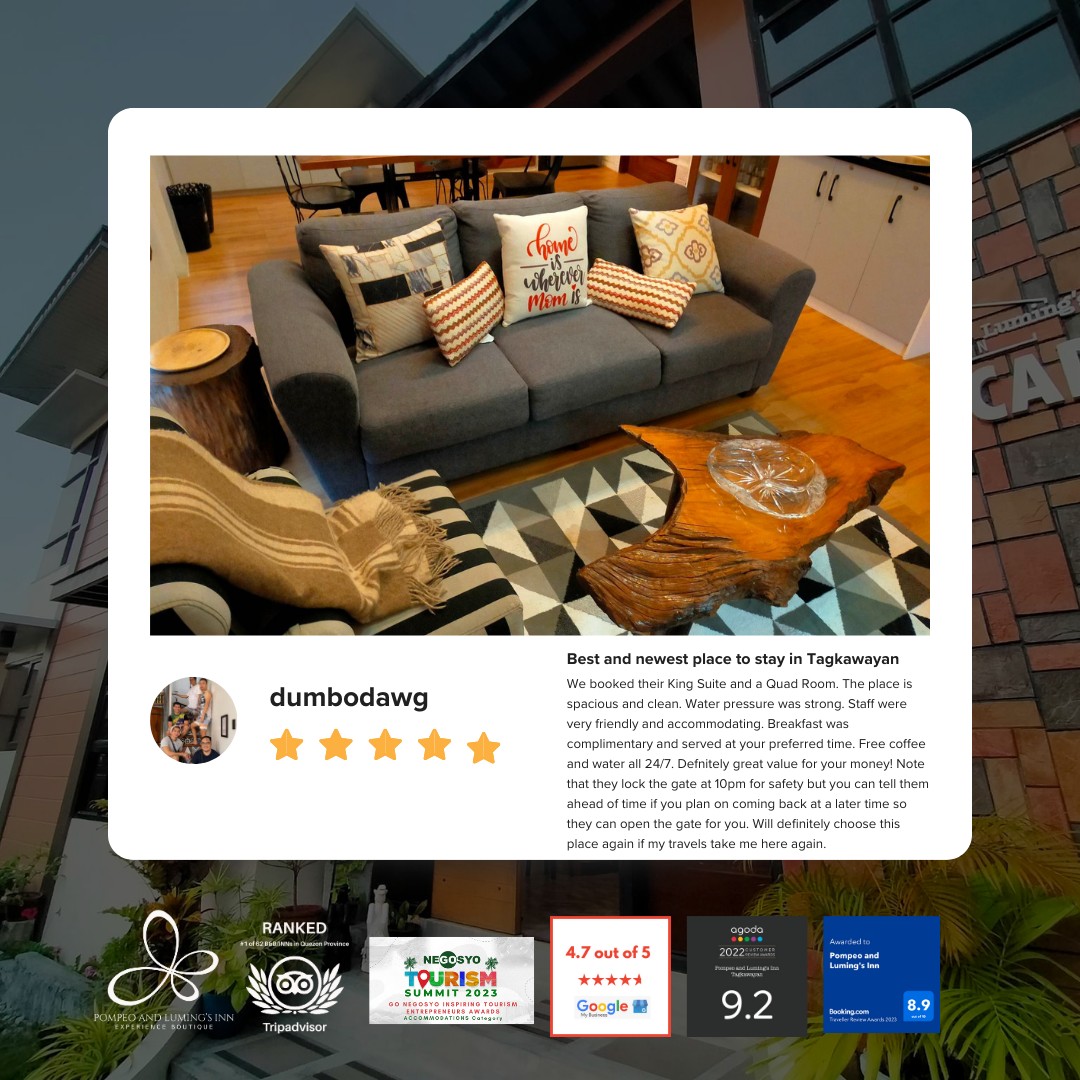 home
is
wherever
mom is
Luming's
CAF
dumbodawg
Best and newest place to stay in Tagkawayan
We booked their King Suite and a Quad Room. The place is
spacious and clean. Water pressure was strong. Staff were
very friendly and accommodating. Breakfast was
complimentary and served at your preferred time. Free coffee
and water all 24/7. Defnitely great value for your money! Note
that they lock the gate at 10pm for safety but you can tell them
ahead of time if you plan on coming back at a later time so
they can open the gate for you. Will definitely choose this
place again if my travels take me here again.
POMPEO AND LUMING'S INN
EXPERIENCE BOUTIQUE
RANKED
#1 of 62 B&B/INNs in Quezon Province
Tripadvisor
NEGOSYO
TOURISM
SUMMIT 2023
GO NEGOSYO INSPIRING TOURISM
ENTREPRENEURS AWARDS
ACCOMMODATIONS Category
4.7 out of 5
Google
My Business
agoda
2022 CUSTOMER
REVIEW AWARDS
Pompeo and Luming's Inn
Tagkawayan
9.2
Awarded to
Pompeo and
Luming's Inn
Booking.com
Traveller Review Awards 2023
8.9
out of 10